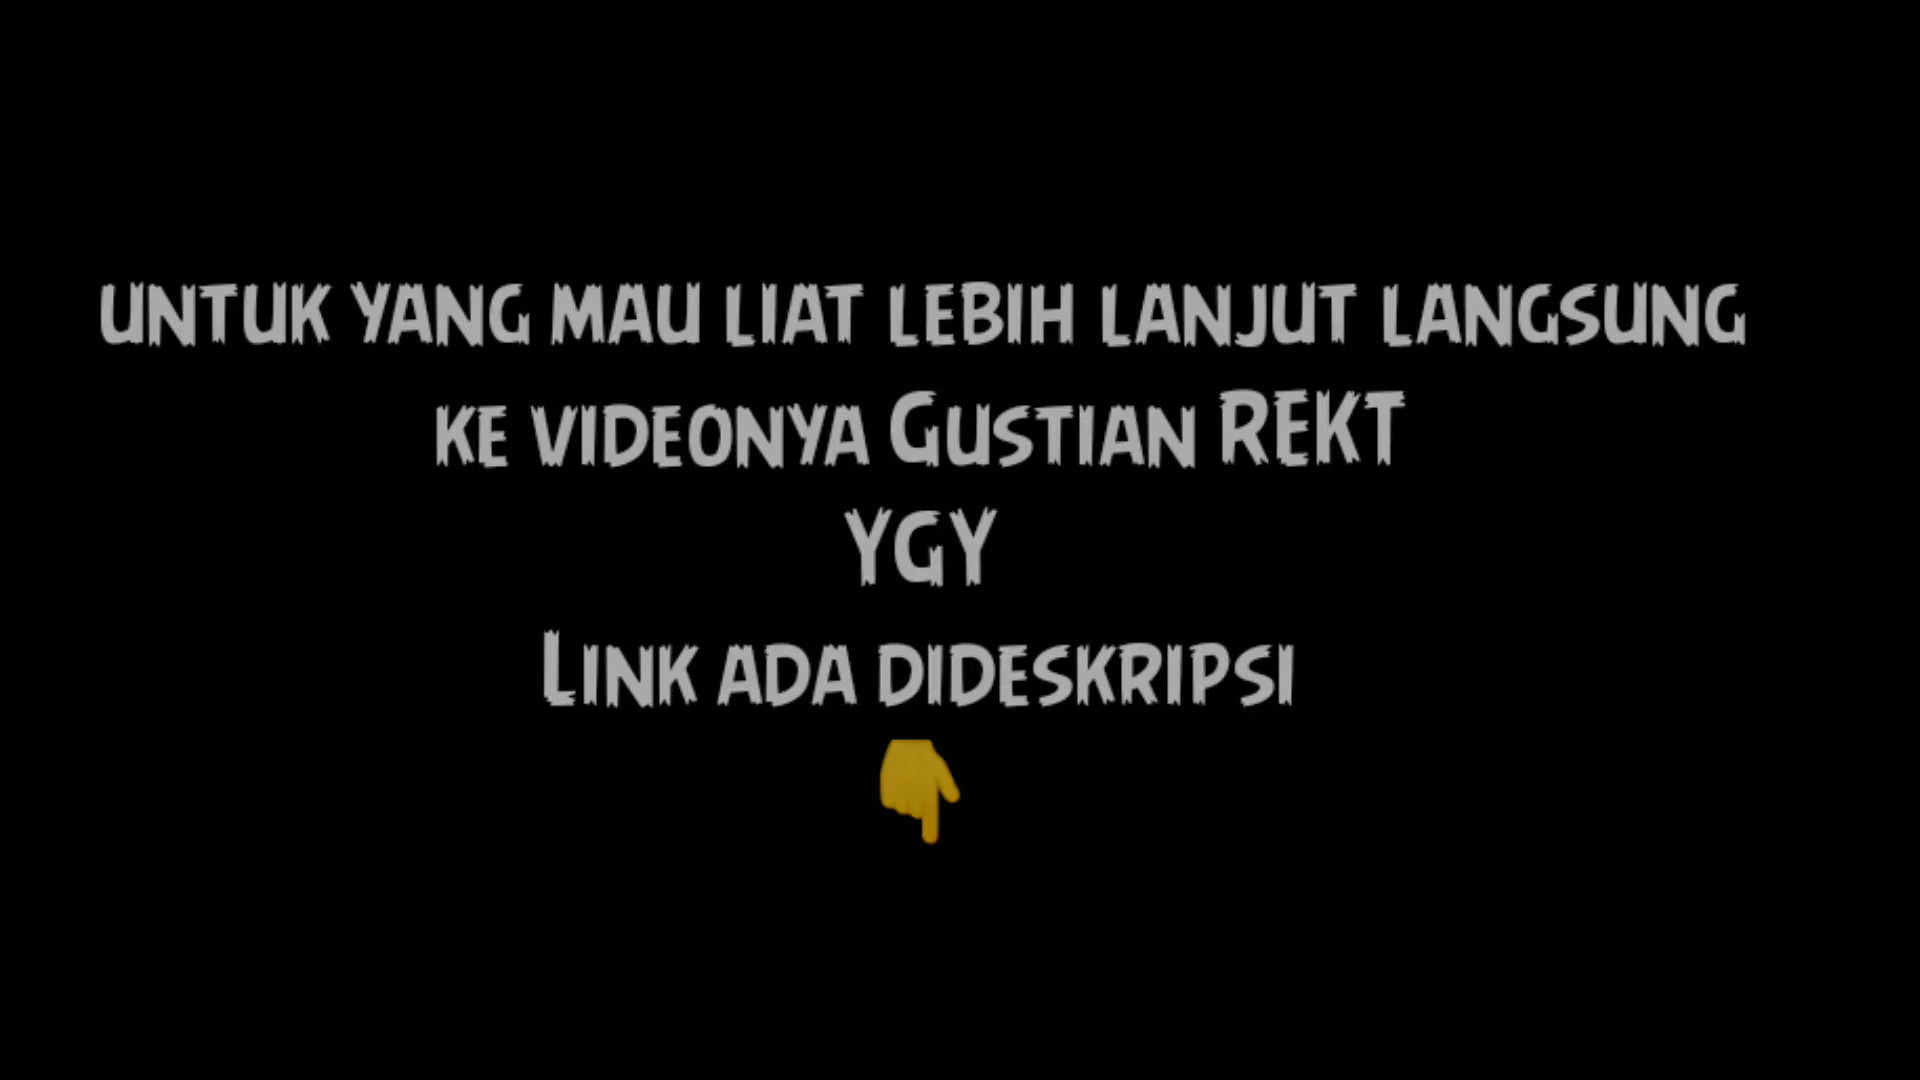 UNTUK YANG MAU LIAT LEBIH LANJUT LANGSUNG
KE VIDEONYA GUSTIAN REKT
YGY
LINK ADA DIDESKRIPSI
👇